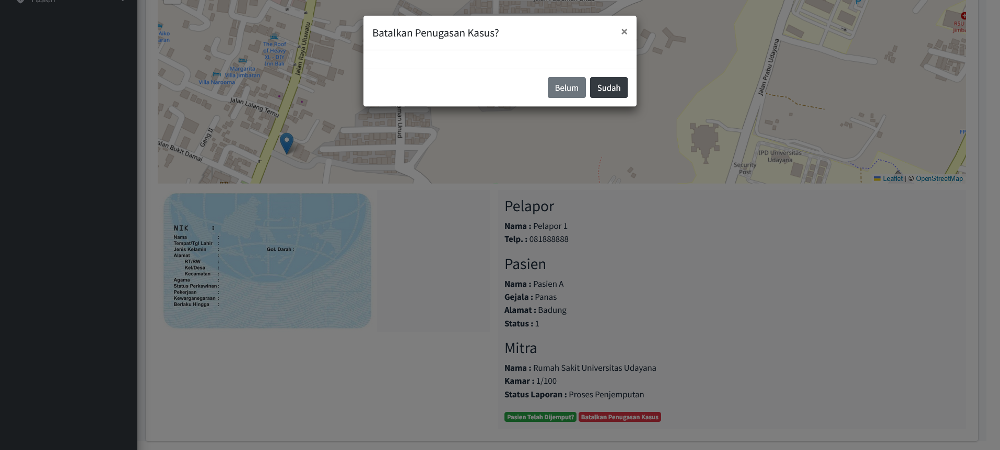 Pasien
Batalkan Penugasan Kasus?
×
Belum
Sudah
Jalan Raya Uluwatu
Aiko
aran
The Roof
of Heavy
XL - DIY
Inn Bali
Margarita
Villa Jimbaran
Villa Narooma
Jalan Lalang Temu
Gang II
alan Bukit Damai
aman Unud
Jalan Prabu Udayana
P
RSU
Jimba
FP
IPD Universitas
Udayana
Security
Post
Leaflet | © OpenStreetMap
NIK :
Nama :
Tempat/Tgl Lahir :
Jenis Kelamin : Gol. Darah :
Alamat :
RT/RW :
Kel/Desa :
Kecamatan :
Agama :
Status Perkawinan :
Pekerjaan :
Kewarganegaraan :
Berlaku Hingga :
Pelapor
Nama : Pelapor 1
Telp. : 081888888
Pasien
Nama : Pasien A
Gejala : Panas
Alamat : Badung
Status : 1
Mitra
Nama : Rumah Sakit Universitas Udayana
Kamar : 1/100
Status Laporan : Proses Penjemputan
Pasien Telah Dijemput? Batalkan Penugasan Kasus